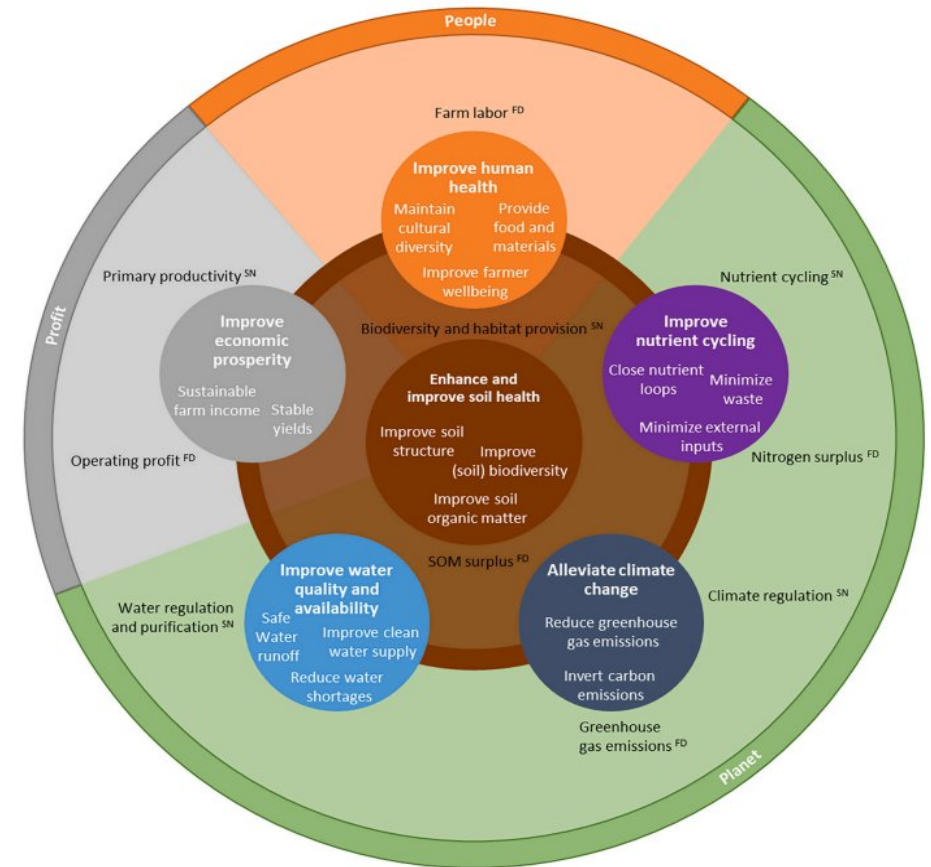 People
Farm labor FD
Improve human
health
Maintain
cultural
diversity
Provide
food and
materials
Improve farmer
wellbeing
Profit
Primary productivity SN
Improve
economic
prosperity
Sustainable
farm income
Stable
yields
Operating profit FD
Biodiversity and habitat provision SN
Enhance and
improve soil health
Improve soil
structure
Improve
(soil) biodiversity
Improve soil
organic matter
SOM surplus FD
Nutrient cycling SN
Improve
nutrient cycling
Close nutrient
loops
Minimize
waste
Minimize external
inputs
Nitrogen surplus FD
Water regulation
and purification SN
Improve water
quality and
availability
Safe
Water
runoff
Improve clean
water supply
Reduce water
shortages
Alleviate climate
change
Reduce greenhouse
gas emissions
Invert carbon
emissions
Climate regulation SN
Greenhouse
gas emissions FD
Planet